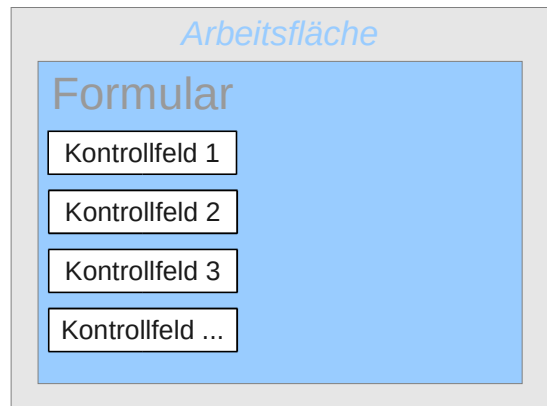 Arbeitsfläche
Formular
Kontrollfeld 1
Kontrollfeld 2
Kontrollfeld 3
Kontrollfeld ...